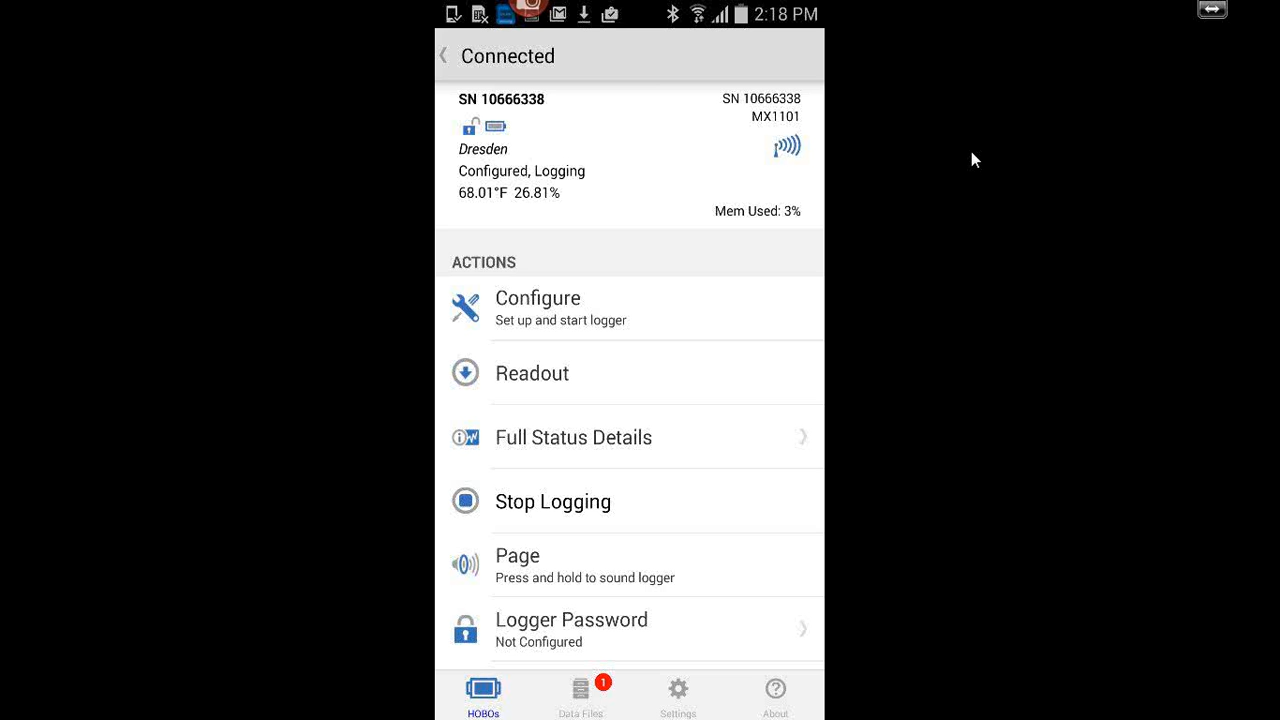 2:18 PM
Connected
SN 10666338
SN 10666338
MX1101
Dresden
Configured, Logging
68.01°F 26.81%
Mem Used: 3%
ACTIONS
Configure
Set up and start logger
Readout
Full Status Details
Stop Logging
Page
Press and hold to sound logger
Logger Password
Not Configured
1
HOBOs
Data Files
Settings
About